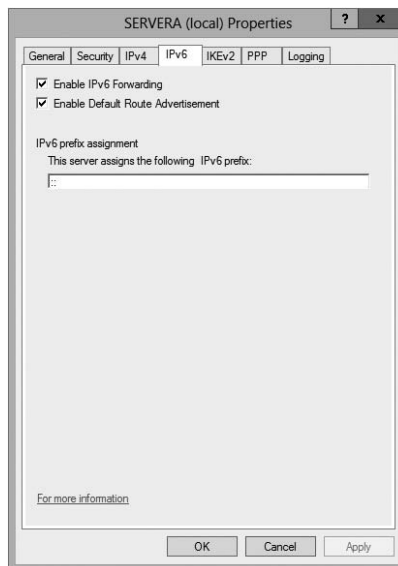 SERVERA (local) Properties
? x
General Security IPv4 IPv6 IKEv2 PPP Logging
Enable IPv6 Forwarding
Enable Default Route Advertisement
IPv6 prefix assignment
This server assigns the following IPv6 prefix:
::
For more information
OK Cancel Apply